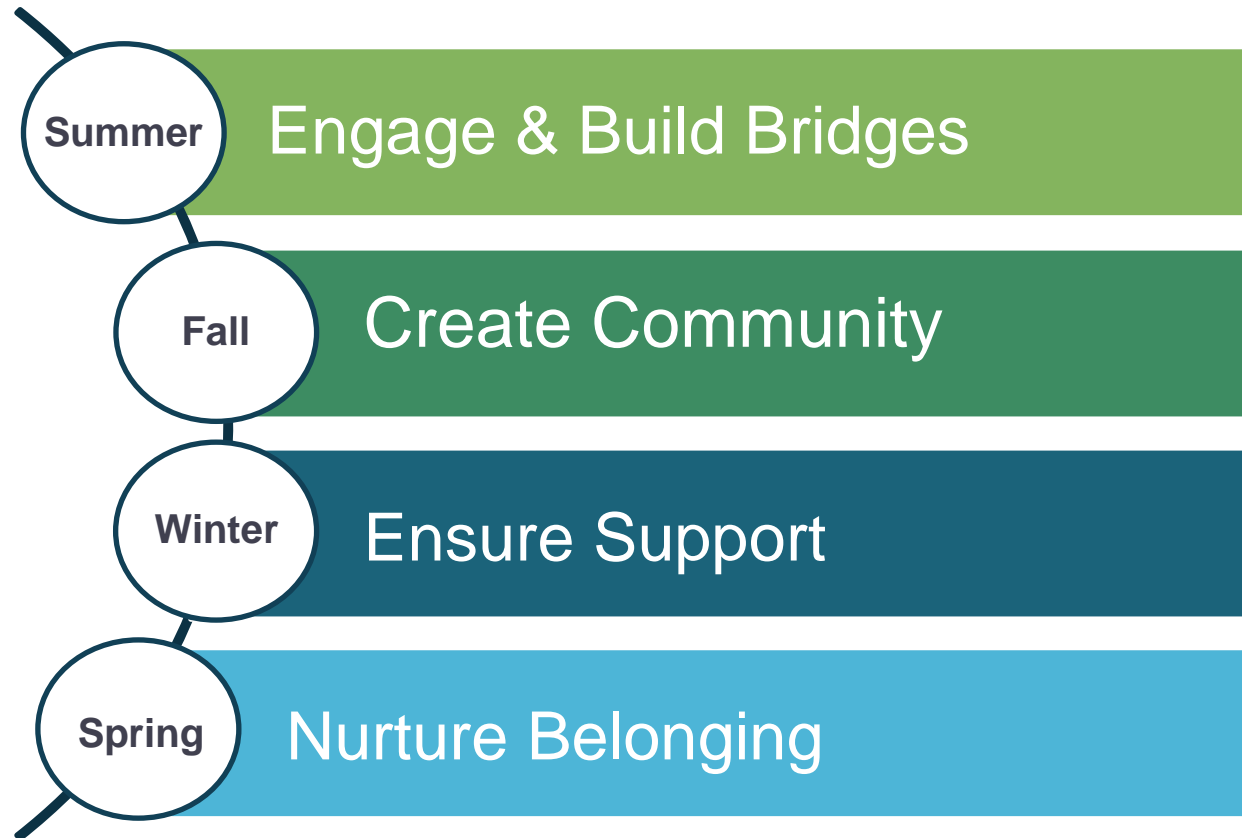 Summer
Engage & Build Bridges
Fall
Create Community
Winter
Ensure Support
Spring
Nurture Belonging